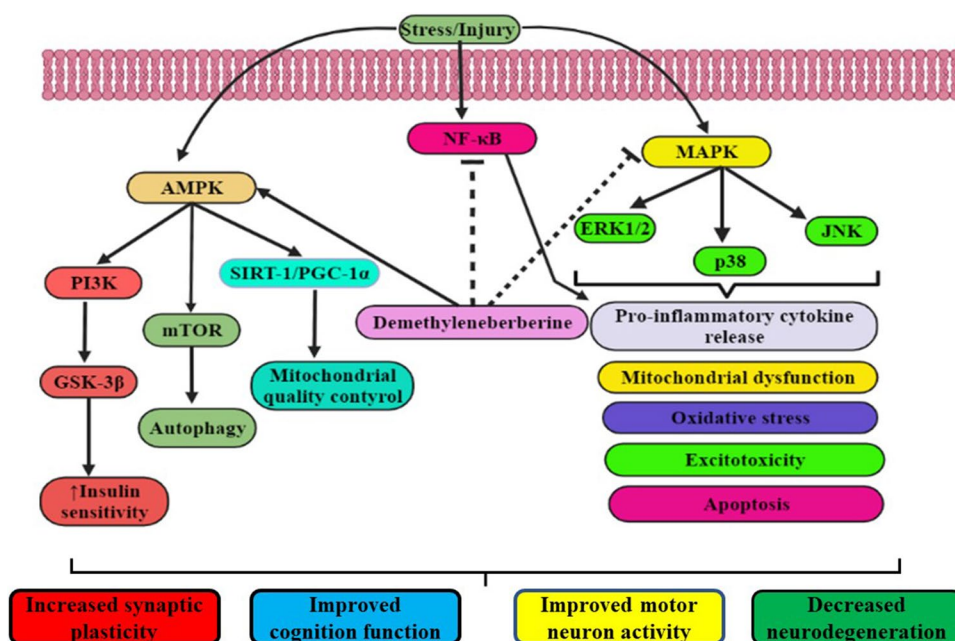 Stress/Injury
NF-κB
MAPK
AMPK
ERK1/2
JNK
p38
PI3K
SIRT-1/PGC-1α
mTOR
Demethyleneberberine
Pro-inflammatory cytokine
release
GSK-3β
Mitochondrial
quality contyrol
Mitochondrial dysfunction
Autophagy
Oxidative stress
Excitotoxicity
↑Insulin
sensitivity
Apoptosis
Increased synaptic
plasticity
Improved
cognition function
Improved motor
neuron activity
Decreased
neurodegeneration